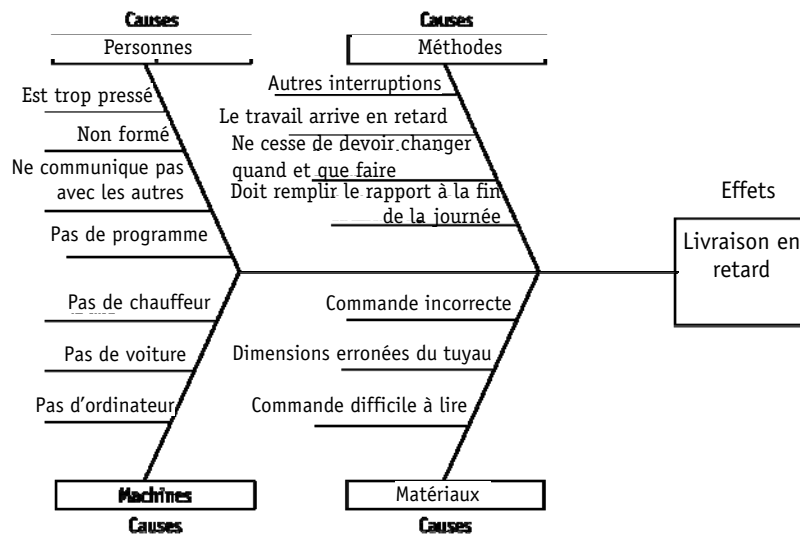 Causes
Personnes
Est trop pressé
Non formé
Ne communique pas
avec les autres
Pas de programme
Causes
Méthodes
Autres interruptions
Le travail arrive en retard
Ne cesse de devoir changer
quand et que faire
Doit remplir le rapport à la fin
de la journée
Effets
Livraison en
retard
Pas de chauffeur
Pas de voiture
Pas d'ordinateur
Machines
Causes
Commande incorrecte
Dimensions erronées du tuyau
Commande difficile à lire
Matériaux
Causes